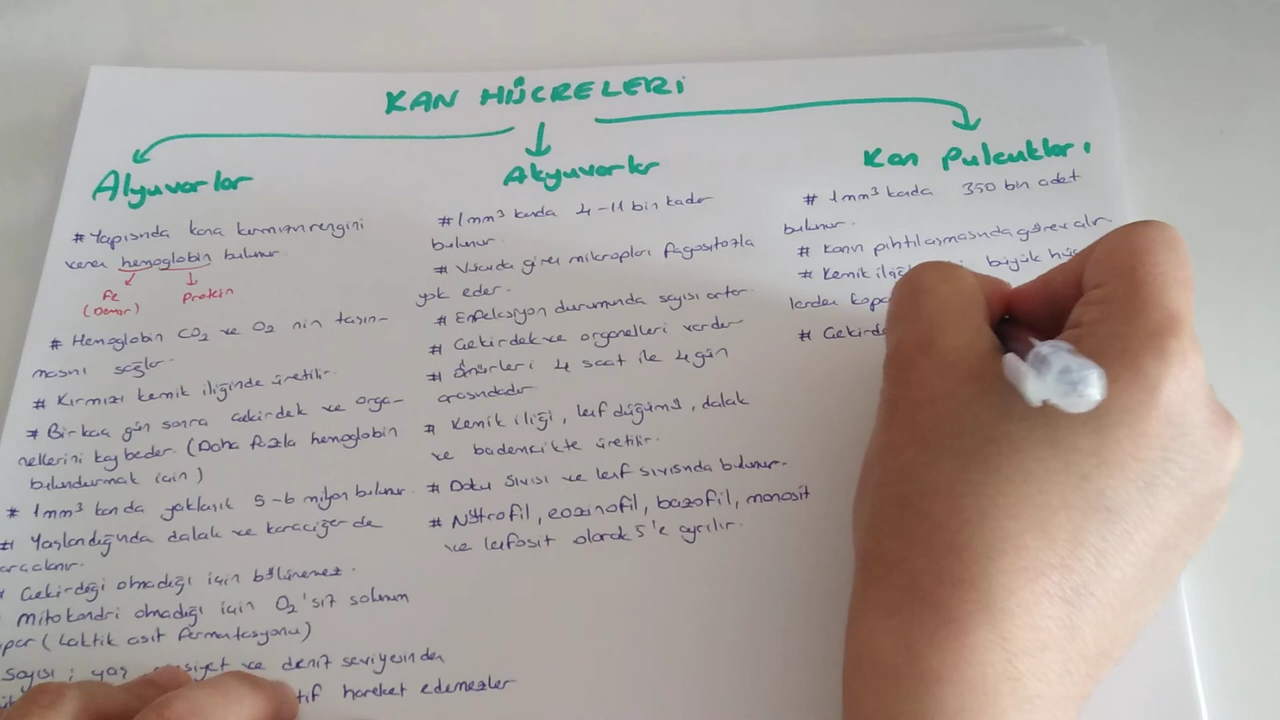 KAN HÜCRELERİ
Alyuvarlar
# Yapısında kana kırmızı rengini
veren hemoglobin bulunur.
Fe
(Demir)
Protein
# Hemoglobin CO₂ ve O₂ nin taşın-
masını sağlar.
# Kırmızı kemik iliğinde üretilir.
# Birkaç gün sonra çekirdek ve orga-
nellerini kaybeder. (Daha fazla hemoglobin
bulundurmak için)
# 1mm³ kanda yaklaşık 5-6 milyon bulunur.
# Yaşlandığında dalak ve karaciğerde
parçalanır.
Çekirdeği olmadığı için bölünemez.
mitokondri olmadığı için O₂'siz solunum
(Laktik asit fermantasyonu)
sayısı; yaş ve deniz seviyesinden
hareket edemezler
Akyuvarlar
# 1mm³ kanda 4-11 bin kadar
bulunur.
# Vücuda giren mikropları fagositozla
yok eder.
# Enfeksiyon durumunda sayısı artar.
# Çekirdek ve organelleri vardır
# Ömürleri 4 saat ile 4 gün
arasındadır
# Kemik iliği, lenf düğümü, dalak
ve bademcikte üretilir.
# Doku sıvısı ve lenf sıvısında bulunur.
# Nötrofil, eozinofil, bazofil, monosit
ve lenfosit olarak 5'e ayrılır.
Kan Pulcukları
# 1mm³ kanda 350 bin adet
bulunur.
# Kanın pıhtılaşmasında görev alır
# Kemik büyük
lerden
#